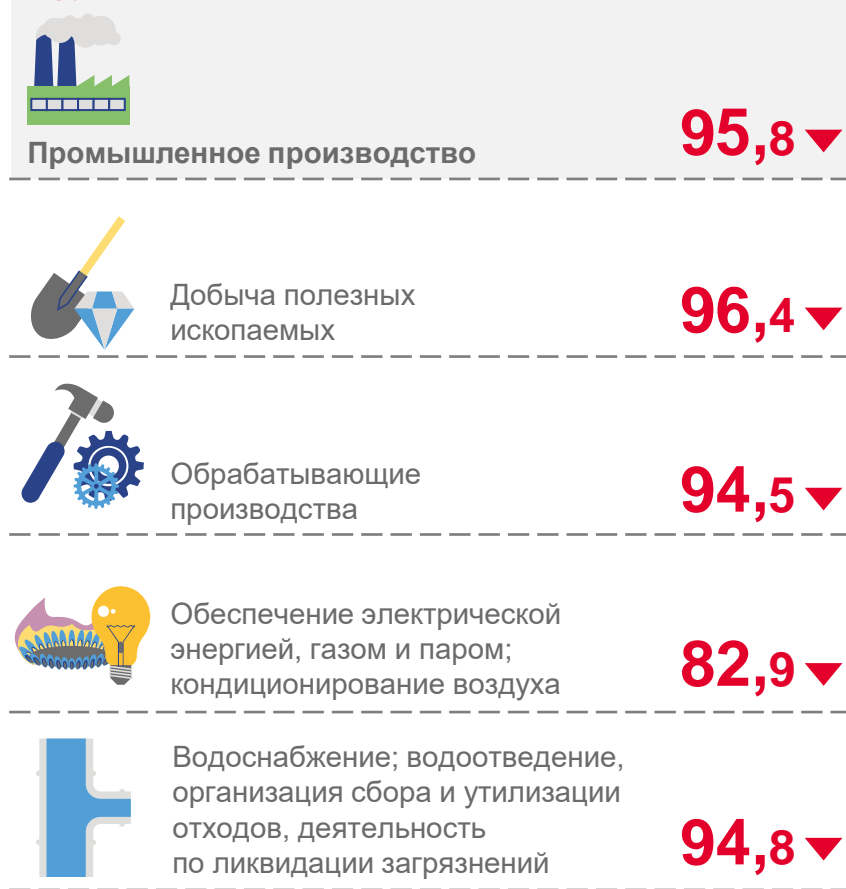 Промышленное производство
95,8
Добыча полезных
ископаемых
96,4
Обрабатывающие
производства
94,5
Обеспечение электрической
энергией, газом и паром;
кондиционирование воздуха
82,9
Водоснабжение; водоотведение,
организация сбора и утилизации
отходов, деятельность
по ликвидации загрязнений
94,8